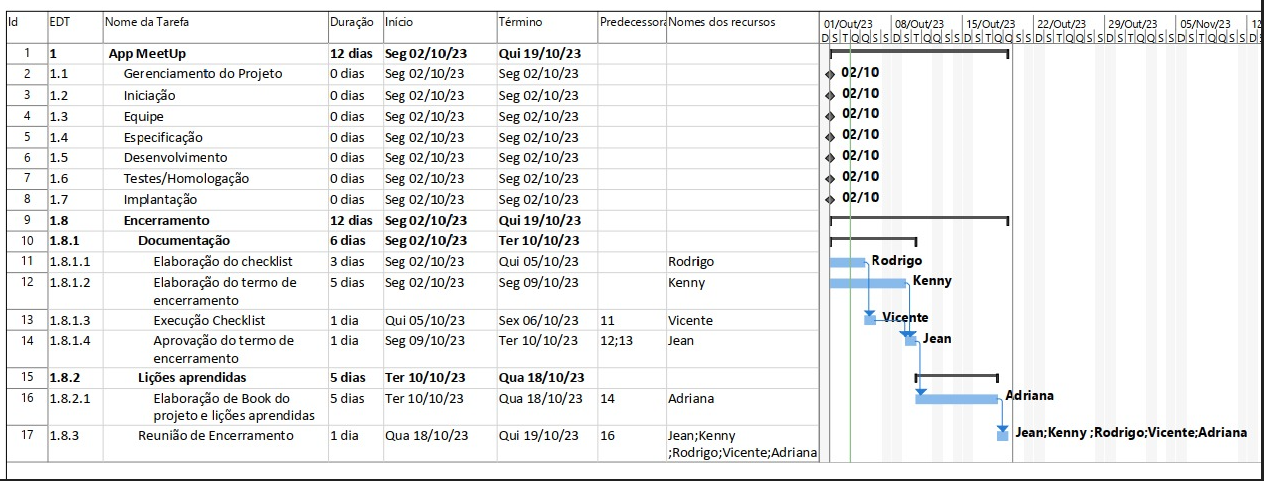 Id EDT Nome da Tarefa Duração Início Término Predecessora Nomes dos recursos 01/Out/23 08/Out/23 15/Out/23 22/Out/23 29/Out/23 05/Nov/23 12
D S T Q Q S S D S T Q Q S S D S T Q Q S S D S T Q Q S S D S T Q Q S S D S T Q Q S S D S
1 1 App MeetUp 12 dias Seg 02/10/23 Qui 19/10/23
2 1.1 Gerenciamento do Projeto 0 dias Seg 02/10/23 Seg 02/10/23 02/10
3 1.2 Iniciação 0 dias Seg 02/10/23 Seg 02/10/23 02/10
4 1.3 Equipe 0 dias Seg 02/10/23 Seg 02/10/23 02/10
5 1.4 Especificação 0 dias Seg 02/10/23 Seg 02/10/23 02/10
6 1.5 Desenvolvimento 0 dias Seg 02/10/23 Seg 02/10/23 02/10
7 1.6 Testes/Homologação 0 dias Seg 02/10/23 Seg 02/10/23 02/10
8 1.7 Implantação 0 dias Seg 02/10/23 Seg 02/10/23 02/10
9 1.8 Encerramento 12 dias Seg 02/10/23 Qui 19/10/23
10 1.8.1 Documentação 6 dias Seg 02/10/23 Ter 10/10/23
11 1.8.1.1 Elaboração do checklist 3 dias Seg 02/10/23 Qui 05/10/23 Rodrigo Rodrigo
12 1.8.1.2 Elaboração do termo de 5 dias Seg 02/10/23 Seg 09/10/23 Kenny Kenny
encerramento
13 1.8.1.3 Execução Checklist 1 dia Qui 05/10/23 Sex 06/10/23 11 Vicente Vicente
14 1.8.1.4 Aprovação do termo de 1 dia Seg 09/10/23 Ter 10/10/23 12;13 Jean Jean
encerramento
15 1.8.2 Lições aprendidas 5 dias Ter 10/10/23 Qua 18/10/23
16 1.8.2.1 Elaboração de Book do 5 dias Ter 10/10/23 Qua 18/10/23 14 Adriana Adriana
projeto e lições aprendidas
17 1.8.3 Reunião de Encerramento 1 dia Qua 18/10/23 Qui 19/10/23 16 Jean;Kenny Jean;Kenny ;Rodrigo;Vicente;Adriana
;Rodrigo;Vicente;Adriana